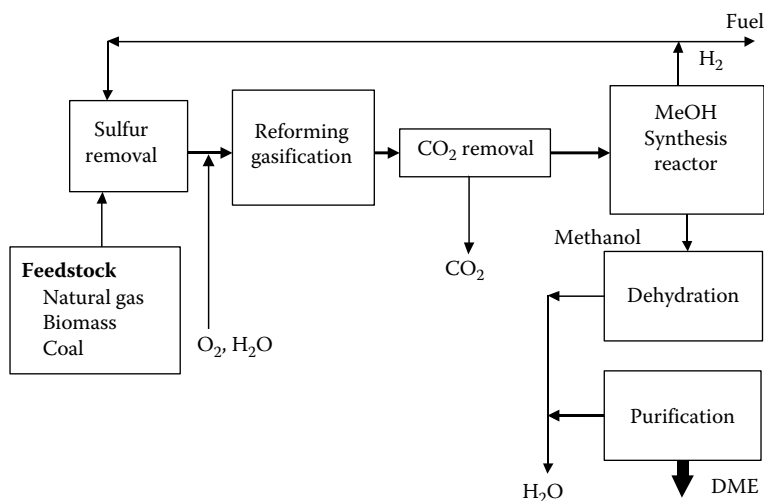 Fuel
H₂
Sulfur
removal
Reforming
gasification
CO₂ removal
MeOH
Synthesis
reactor
Feedstock
Natural gas
Biomass
Coal
O₂, H₂O
CO₂
Methanol
Dehydration
Purification
H₂O
DME